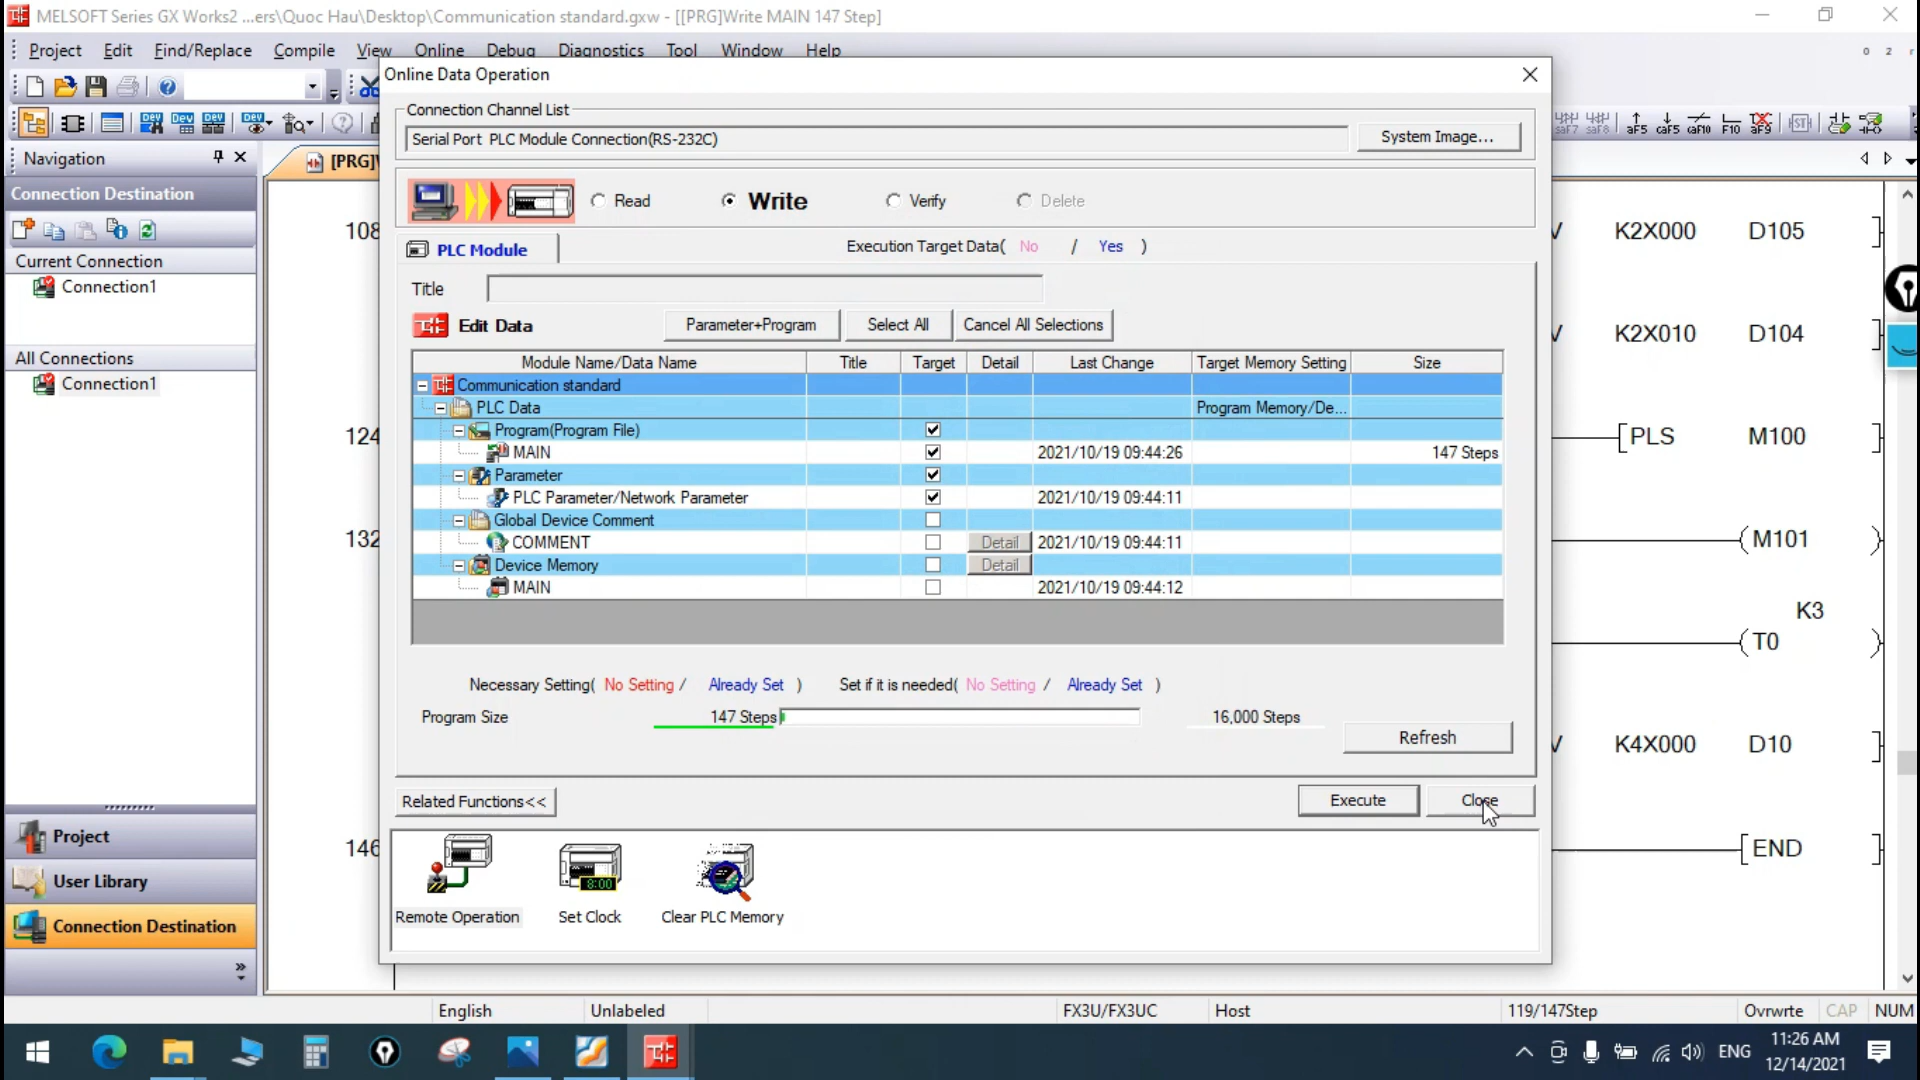 MELSOFT Series GX Works2 ...ers\Quoc Hau\Desktop\Communication standard.gxw - [[PRG]Write MAIN 147 Step]
Project Edit Find/Replace Compile View Online Debug Diagnostics Tool Window Help
Online Data Operation
Connection Channel List
Serial Port PLC Module Connection(RS-232C)
System Image...
Read Write Verify Delete
PLC Module
Execution Target Data( No / Yes )
Title
Edit Data
Parameter+Program Select All Cancel All Selections
Module Name/Data Name Title Target Detail Last Change Target Memory Setting Size
Communication standard
PLC Data Program Memory/De...
Program(Program File)
MAIN 2021/10/19 09:44:26 147 Steps
Parameter
PLC Parameter/Network Parameter 2021/10/19 09:44:11
Global Device Comment
COMMENT Detail 2021/10/19 09:44:11
Device Memory Detail
MAIN 2021/10/19 09:44:12
Necessary Setting( No Setting / Already Set ) Set if it is needed( No Setting / Already Set )
Program Size 147 Steps 16,000 Steps
Refresh
Related Functions<<
Execute Close
Remote Operation Set Clock Clear PLC Memory
8:00
Navigation
Connection Destination
Current Connection
Connection1
All Connections
Connection1
Project
User Library
Connection Destination
[PRG]
108
124
132
146
K2X000 D105
K2X010 D104
PLS M100
M101
K3
T0
K4X000 D10
END
aF5 caF5 caF10 F10 aF9
English Unlabeled FX3U/FX3UC Host 119/147Step Ovrwrte CAP NUM
ENG
11:26 AM
12/14/2021